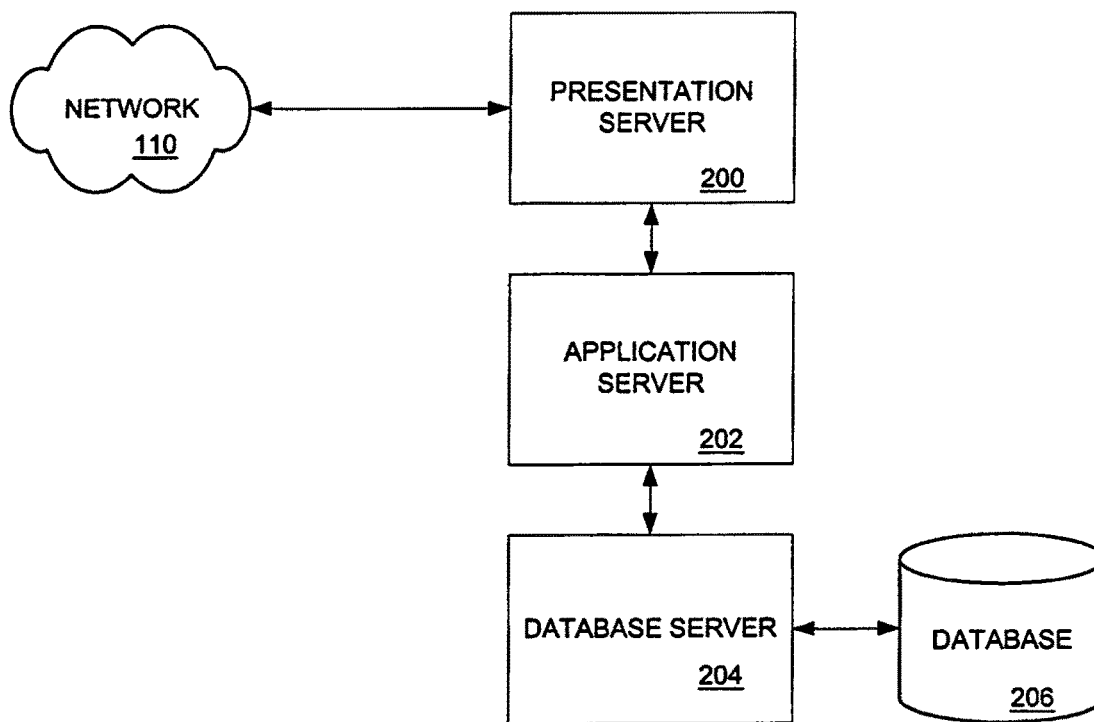 NETWORK
110
PRESENTATION
SERVER
200
APPLICATION
SERVER
202
DATABASE SERVER
204
DATABASE
206